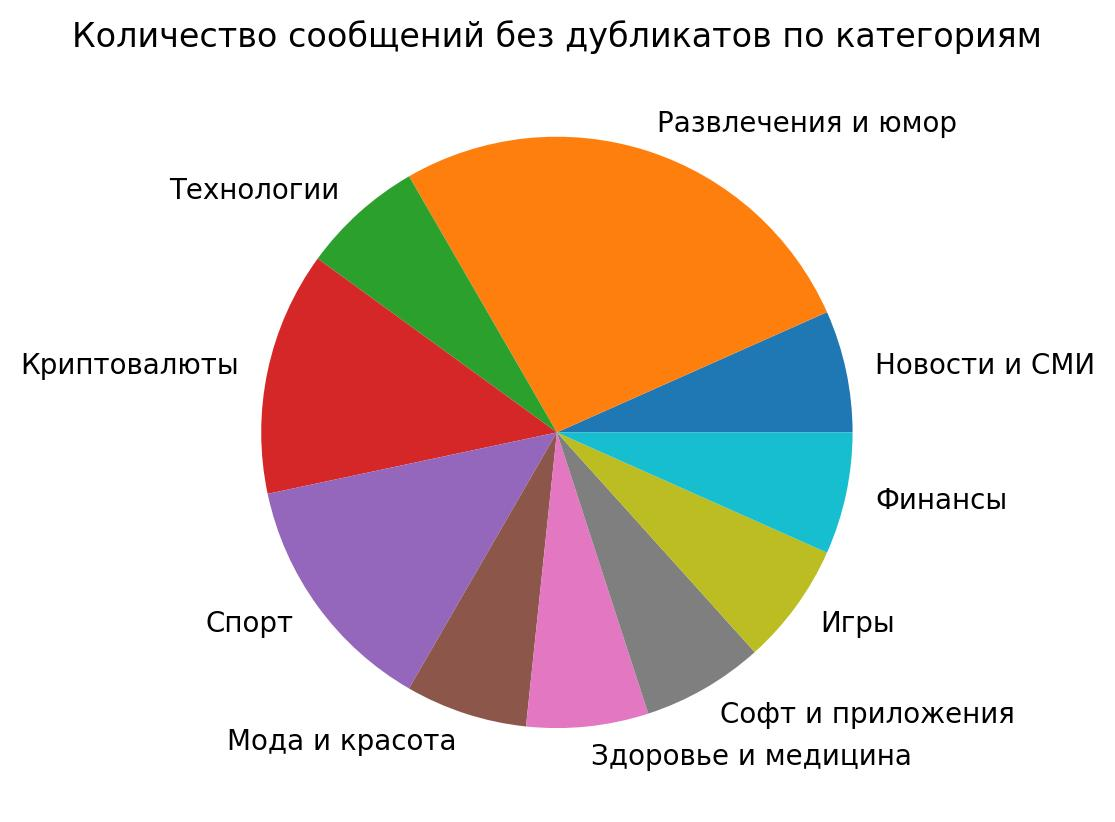 Количество сообщений без дубликатов по категориям
Развлечения и юмор
Технологии
Криптовалюты
Новости и СМИ
Финансы
Спорт
Игры
Софт и приложения
Мода и красота
Здоровье и медицина